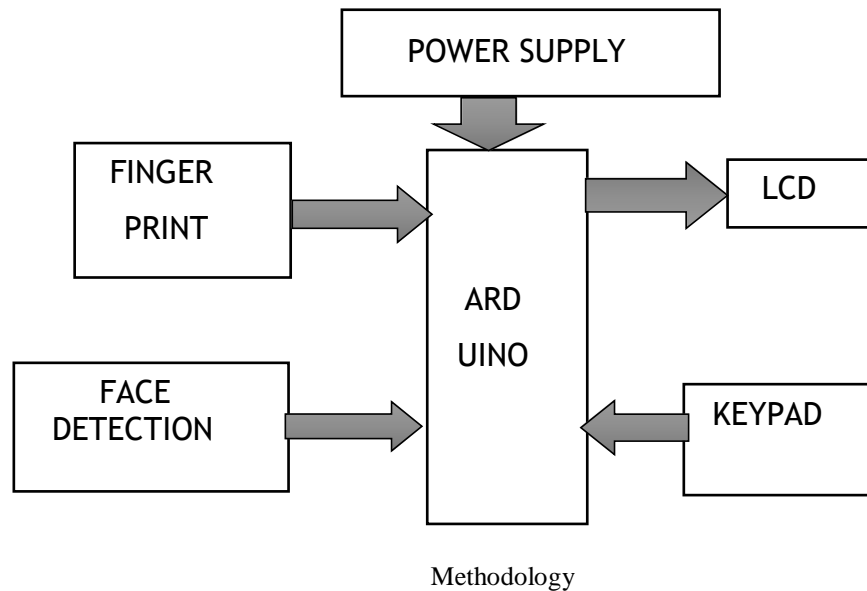 POWER SUPPLY
FINGER
PRINT
LCD
ARD
UINO
FACE
DETECTION
KEYPAD
Methodology